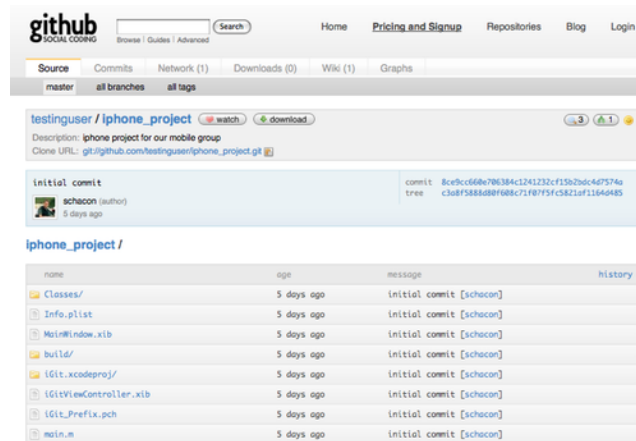 github
SOCIAL CODING
Search
Browse | Guides | Advanced
Home Pricing and Signup Repositories Blog Login
Source Commits Network (1) Downloads (0) Wiki (1) Graphs
master all branches all tags
testinguser / iphone_project watch download 3 1
Description: iphone project for our mobile group
Clone URL: git://github.com/testinguser/iphone_project.git
initial commit
schacon (author)
5 days ago
commit 8ce9cc660e706384c1241232cf15b2bdc4d7574a
tree c3a8f5888d80f608c71f07f5fc5821af1164d485
iphone_project /
name age message history
Classes/ 5 days ago initial commit [schacon]
Info.plist 5 days ago initial commit [schacon]
MainWindow.xib 5 days ago initial commit [schacon]
build/ 5 days ago initial commit [schacon]
iGit.xcodeproj/ 5 days ago initial commit [schacon]
iGitViewController.xib 5 days ago initial commit [schacon]
iGit_Prefix.pch 5 days ago initial commit [schacon]
main.m 5 days ago initial commit [schacon]